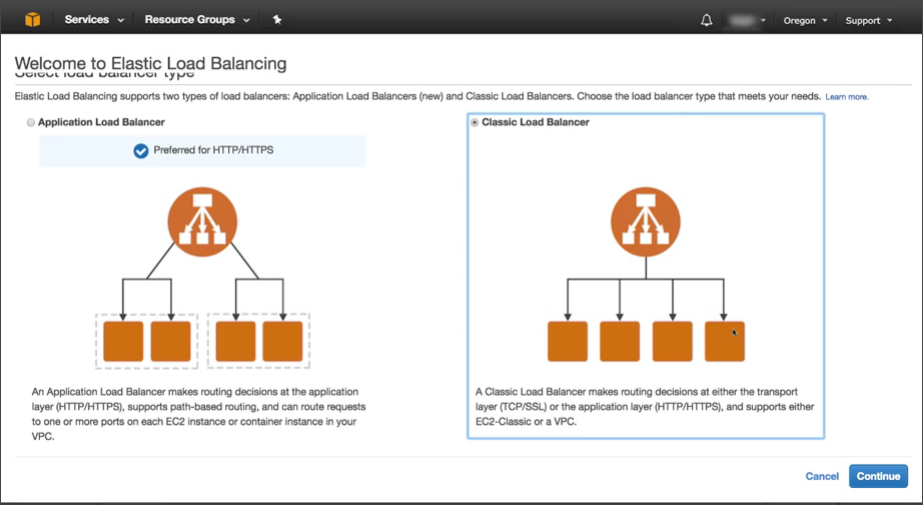 Services
Resource Groups
Oregon
Support
Welcome to Elastic Load Balancing
Select load balancer type
Elastic Load Balancing supports two types of load balancers: Application Load Balancers (new) and Classic Load Balancers. Choose the load balancer type that meets your needs. Learn more.
Application Load Balancer
Preferred for HTTP/HTTPS
An Application Load Balancer makes routing decisions at the application
layer (HTTP/HTTPS), supports path-based routing, and can route requests
to one or more ports on each EC2 instance or container instance in your
VPC.
Classic Load Balancer
A Classic Load Balancer makes routing decisions at either the transport
layer (TCP/SSL) or the application layer (HTTP/HTTPS), and supports either
EC2-Classic or a VPC.
Cancel
Continue